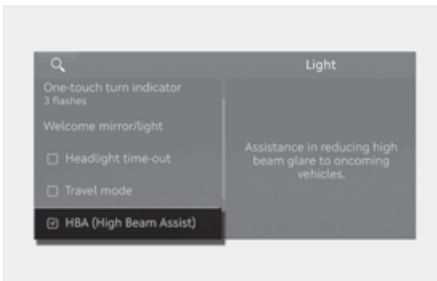 Light
One-touch turn indicator
3 flashes
Welcome mirror/light
Headlight time-out
Travel mode
HBA (High Beam Assist)
Assistance in reducing high
beam glare to oncoming
vehicles.